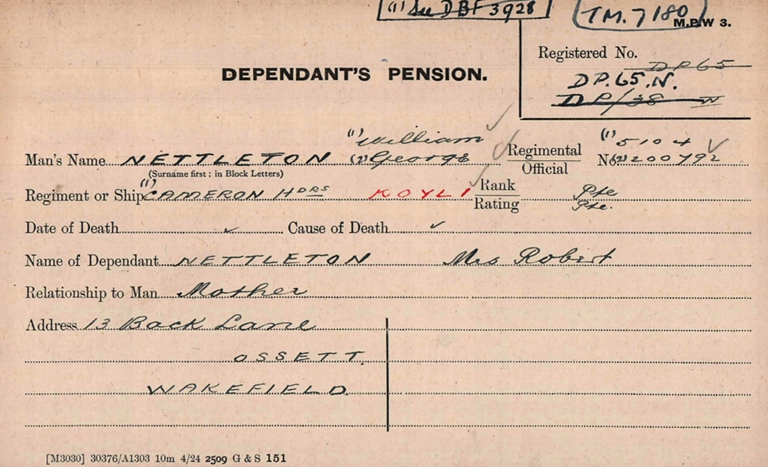 (1) See DBF 3928 TM. 7180 M.P.W 3.
Registered No. DP65
DEPENDANT'S PENSION.
DP.65.N.
DP/38 N
(1) William (1) 5104
Man's Name NETTLETON (2) George Regimental Official No. (2) 200792
(Surname first: in Block Letters)
Regiment or Ship (1) CAMERON HDRS KOYLI Rank Rating Pte
Pte.
Date of Death Cause of Death
Name of Dependant NETTLETON Mrs Robert
Relationship to Man Mother
Address 13 Back Lane
OSSETT.
WAKEFIELD.
[M3030] 30376/A1303 10m 4/24 2509 G & S 151